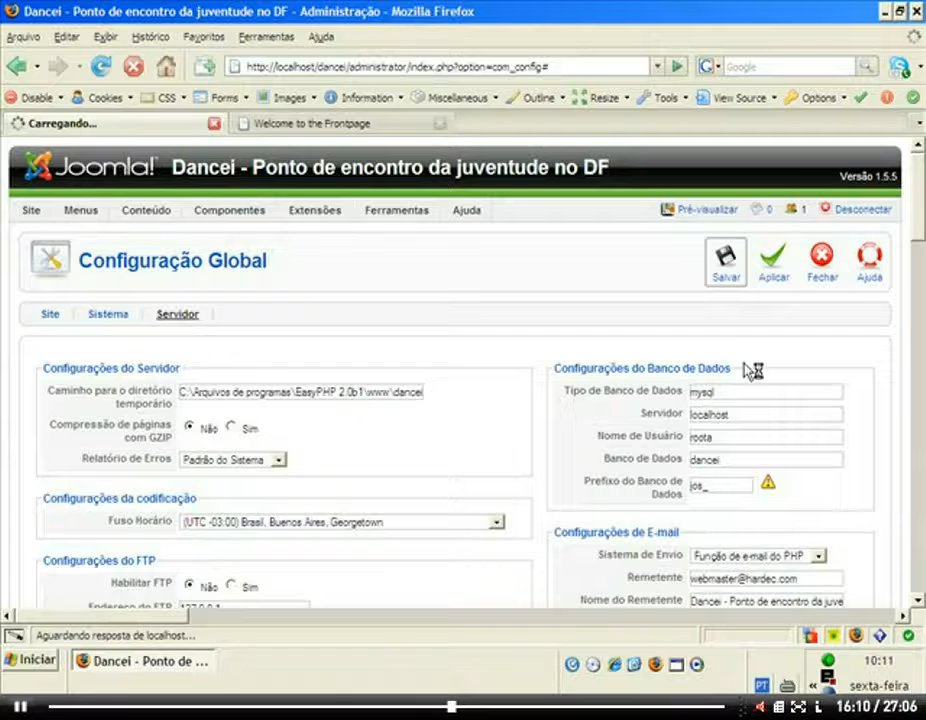 Dancei - Ponto de encontro da juventude no DF - Administração - Mozilla Firefox
Arquivo Editar Exibir Histórico Favoritos Ferramentas Ajuda
http://localhost/dancei/administrator/index.php?option=com_config#
Google
Disable Cookies CSS Forms Images Information Miscellaneous Outline Resize Tools View Source Options
Carregando...
Welcome to the Frontpage
Joomla! Dancei - Ponto de encontro da juventude no DF
Versão 1.5.5
Site Menus Conteúdo Componentes Extensões Ferramentas Ajuda
Pré-visualizar 0 1 Desconectar
Configuração Global
Salvar Aplicar Fechar Ajuda
Site Sistema Servidor
Configurações do Servidor
Caminho para o diretório temporário
C:\Arquivos de programas\EasyPHP 2.0b1\www\dancei
Compressão de páginas com GZIP
Não Sim
Relatório de Erros Padrão do Sistema
Configurações da codificação
Fuso Horário (UTC -03:00) Brasil, Buenos Aires, Georgetown
Configurações do FTP
Habilitar FTP Não Sim
Endereço do FTP 127.0.0.1
Configurações do Banco de Dados
Tipo de Banco de Dados mysql
Servidor localhost
Nome de Usuário roota
Banco de Dados dancei
Prefixo do Banco de Dados
jos_
Configurações de E-mail
Sistema de Envio Função de e-mail do PHP
Remetente webmaster@hardec.com
Nome do Remetente Dancei - Ponto de encontro da juve
Aguardando resposta de localhost...
Iniciar
Dancei - Ponto de ...
PT
10:11
sexta-feira
16:10 / 27:06